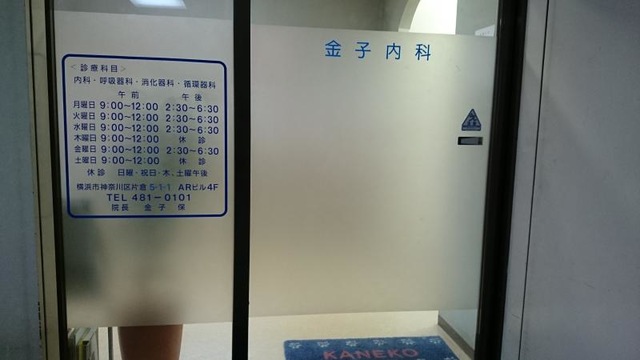 金子内科
<診療科目>
内科・呼吸器科・消化器科・循環器科
午前 午後
月曜日 9:00~12:00 2:30~6:30
火曜日 9:00~12:00 2:30~6:30
水曜日 9:00~12:00 2:30~6:30
木曜日 9:00~12:00 休診
金曜日 9:00~12:00 2:30~6:30
土曜日 9:00~12:00 休診
休診 日曜・祝日・木、土曜午後
横浜市神奈川区片倉 5-1-1 ARビル4F
TEL 481-0101
院長 金子 保
KANEKO